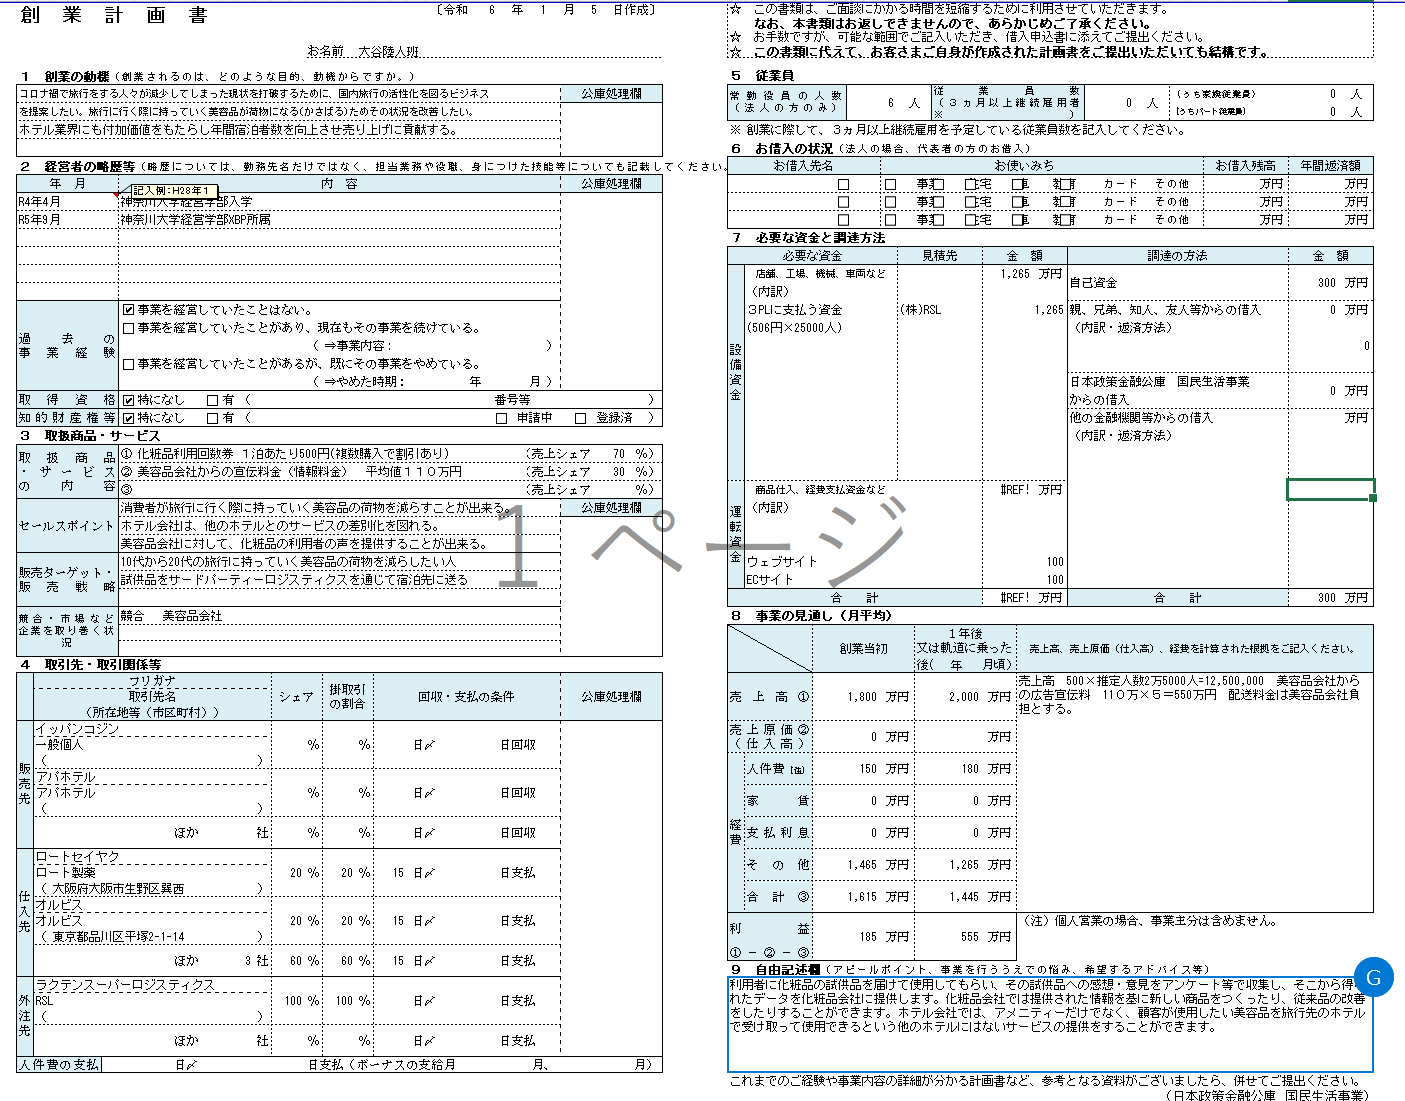 創 業 計 画 書
〔令和 6 年 1 月 5 日作成〕
お名前 大谷陸人班
1 創業の動機（創業されるのは、どのような目的、動機からですか。）
コロナ禍で旅行をする人々が減少してしまった現状を打破するために、国内旅行の活性化を図るビジネス
を提案したい。旅行に行く際に持っていく美容品が荷物になる(かさばる)ためその状況を改善したい。
ホテル業界にも付加価値をもたらし年間宿泊者数を向上させ売り上げに貢献する。
公庫処理欄
2 経営者の略歴等（略歴については、勤務先名だけではなく、担当業務や役職、身につけた技能等についても記載してください。
年 月 内 容 公庫処理欄
記入例：H28年1
R4年4月 神奈川大学経営学部入学
R5年9月 神奈川大学経営学部XBP所属
過去の事業経験
☑ 事業を経営していたことはない。
□ 事業を経営していたことがあり、現在もその事業を続けている。
（⇒事業内容： ）
□ 事業を経営していたことがあるが、既にその事業をやめている。
（⇒やめた時期： 年 月）
取得資格 ☑ 特になし □ 有（ 番号等 ）
知的財産権等 ☑ 特になし □ 有（ □ 申請中 □ 登録済 ）
3 取扱商品・サービス
取扱商品・サービスの内容
① 化粧品利用回数券 1泊あたり500円(複数購入で割引あり) （売上シェア 70 %）
② 美容品会社からの宣伝料金（情報料金） 平均値１１０万円 （売上シェア 30 %）
③ （売上シェア %）
セールスポイント
消費者が旅行に行く際に持っていく美容品の荷物を減らすことが出来る。
ホテル会社は、他のホテルとのサービスの差別化を図れる。
美容品会社に対して、化粧品の利用者の声を提供することが出来る。
公庫処理欄
販売ターゲット・販売戦略
10代から20代の旅行に持っていく美容品の荷物を減らしたい人
試供品をサードパーティーロジスティクスを通じて宿泊先に送る
競合・市場など企業を取り巻く状況
競合 美容品会社
4 取引先・取引関係等
フリガナ
取引先名
（所在地等（市区町村））
シェア 掛取引の割合 回収・支払の条件 公庫処理欄
販売先
イッパンコジン
一般個人 % % 日〆 日回収
（ ）
アパホテル
アパホテル % % 日〆 日回収
（ ）
ほか 社 % % 日〆 日回収
仕入先
ロートセイヤク
ロート製薬 20 % 20 % 15 日〆 日支払
（ 大阪府大阪市生野区巽西 ）
オルビス
オルビス 20 % 20 % 15 日〆 日支払
（ 東京都品川区平塚2-1-14 ）
ほか 3 社 60 % 60 % 15 日〆 日支払
外注先
ラクテンスーパーロジスティクス
RSL 100 % 100 % 日〆 日支払
（ ）
ほか 社 % % 日〆 日支払
人件費の支払 日〆 日支払（ボーナスの支給月 月、 月）
☆ この書類は、ご面談にかかる時間を短縮するために利用させていただきます。
なお、本書類はお返しできませんので、あらかじめご了承ください。
☆ お手数ですが、可能な範囲でご記入いただき、借入申込書に添えてご提出ください。
☆ この書類に代えて、お客さまご自身が作成された計画書をご提出いただいても結構です。
5 従業員
常勤役員の人数（法人の方のみ） 6 人
従業員数（３ヵ月以上継続雇用者※） 0 人
（うち家族従業員） 0 人
（うちパート従業員） 0 人
※ 創業に際して、３ヵ月以上継続雇用を予定している従業員数を記入してください。
6 お借入の状況（法人の場合、代表者の方のお借入）
お借入先名 お使いみち お借入残高 年間返済額
□ □ 事業 □ 住宅 □ 車 □ 教育 カード その他 万円 万円
□ □ 事業 □ 住宅 □ 車 □ 教育 カード その他 万円 万円
□ □ 事業 □ 住宅 □ 車 □ 教育 カード その他 万円 万円
7 必要な資金と調達方法
必要な資金 見積先 金 額 調達の方法 金 額
設備資金
店舗、工場、機械、車両など 1,265 万円
（内訳）
３PLに支払う資金 (株)RSL 1,265
(506円×25000人)
自己資金 300 万円
親、兄弟、知人、友人等からの借入 0 万円
（内訳・返済方法）
0
日本政策金融公庫 国民生活事業
からの借入 0 万円
他の金融機関等からの借入 万円
（内訳・返済方法）
運転資金
商品仕入、経費支払資金など #REF! 万円
（内訳）
ウェブサイト 100
ECサイト 100
合 計 #REF! 万円 合 計 300 万円
1 ページ
8 事業の見通し（月平均）
創業当初
１年後又は軌道に乗った後( 年 月頃)
売上高、売上原価（仕入高）、経費を計算された根拠をご記入ください。
売上高① 1,800 万円 2,000 万円
売上原価②（仕入高） 0 万円 万円
経費
人件費（注） 150 万円 180 万円
家賃 0 万円 0 万円
支払利息 0 万円 0 万円
その他 1,465 万円 1,265 万円
合計③ 1,615 万円 1,445 万円
利益 ①－②－③ 185 万円 555 万円
売上高 500×推定人数2万5000人=12,500,000 美容品会社から
の広告宣伝料 110万×５＝550万円 配送料金は美容品会社負
担とする。
（注）個人営業の場合、事業主分は含めません。
9 自由記述欄（アピールポイント、事業を行ううえでの悩み、希望するアドバイス等）
利用者に化粧品の試供品を届けて使用してもらい、その試供品への感想・意見をアンケート等で収集し、そこから得
れたデータを化粧品会社に提供します。化粧品会社では提供された情報を基に新しい商品をつくったり、従来品の改善
をしたりすることができます。ホテル会社では、アメニティーだけでなく、顧客が使用したい美容品を旅行先のホテル
で受け取って使用できるという他のホテルにはないサービスの提供をすることができます。
G
これまでのご経験や事業内容の詳細が分かる計画書など、参考となる資料がございましたら、併せてご提出ください。
（日本政策金融公庫 国民生活事業）